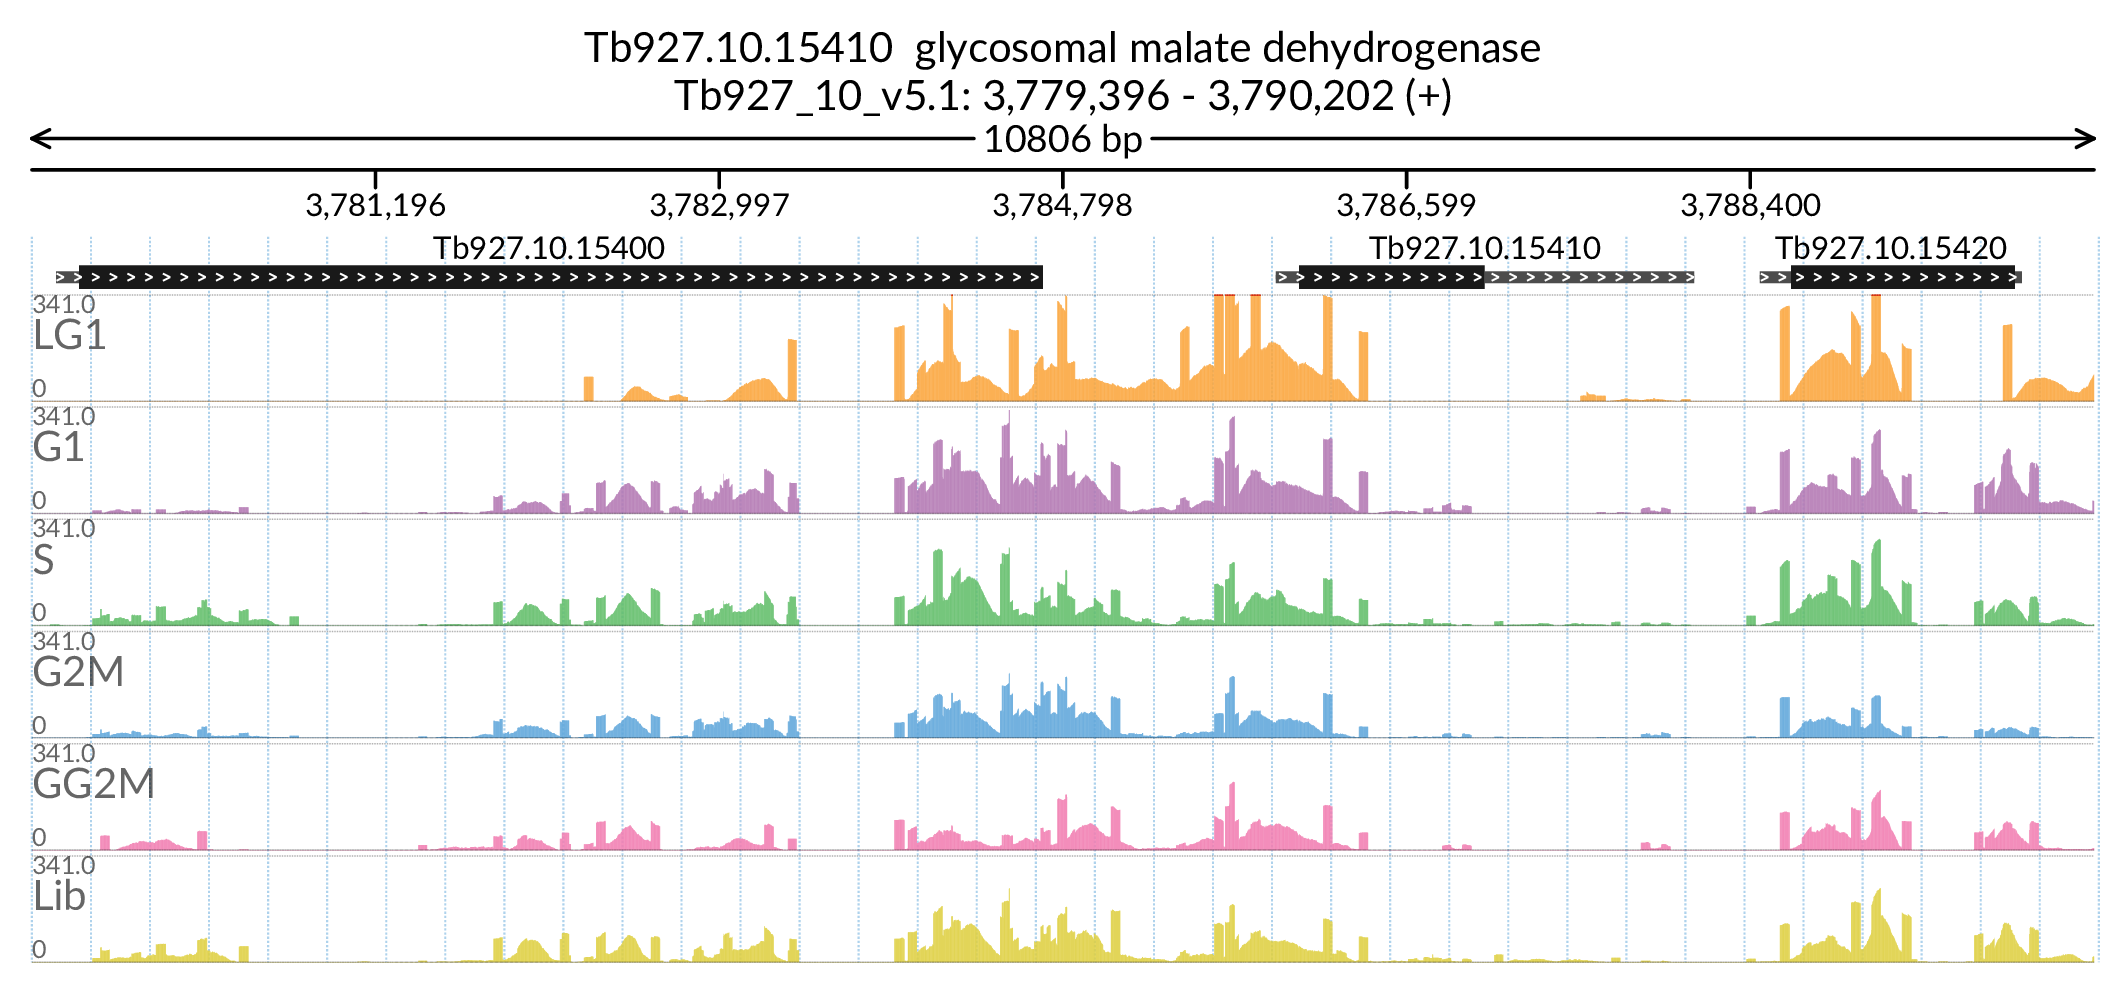 Tb927.10.15410  glycosomal malate dehydrogenase
Tb927_10_v5.1: 3,779,396 - 3,790,202 (+)
10806 bp
3,781,196 3,782,997 3,784,798 3,786,599 3,788,400
Tb927.10.15400 Tb927.10.15410 Tb927.10.15420
341.0
LG1
0
341.0
G1
0
341.0
S
0
341.0
G2M
0
341.0
GG2M
0
341.0
Lib
0